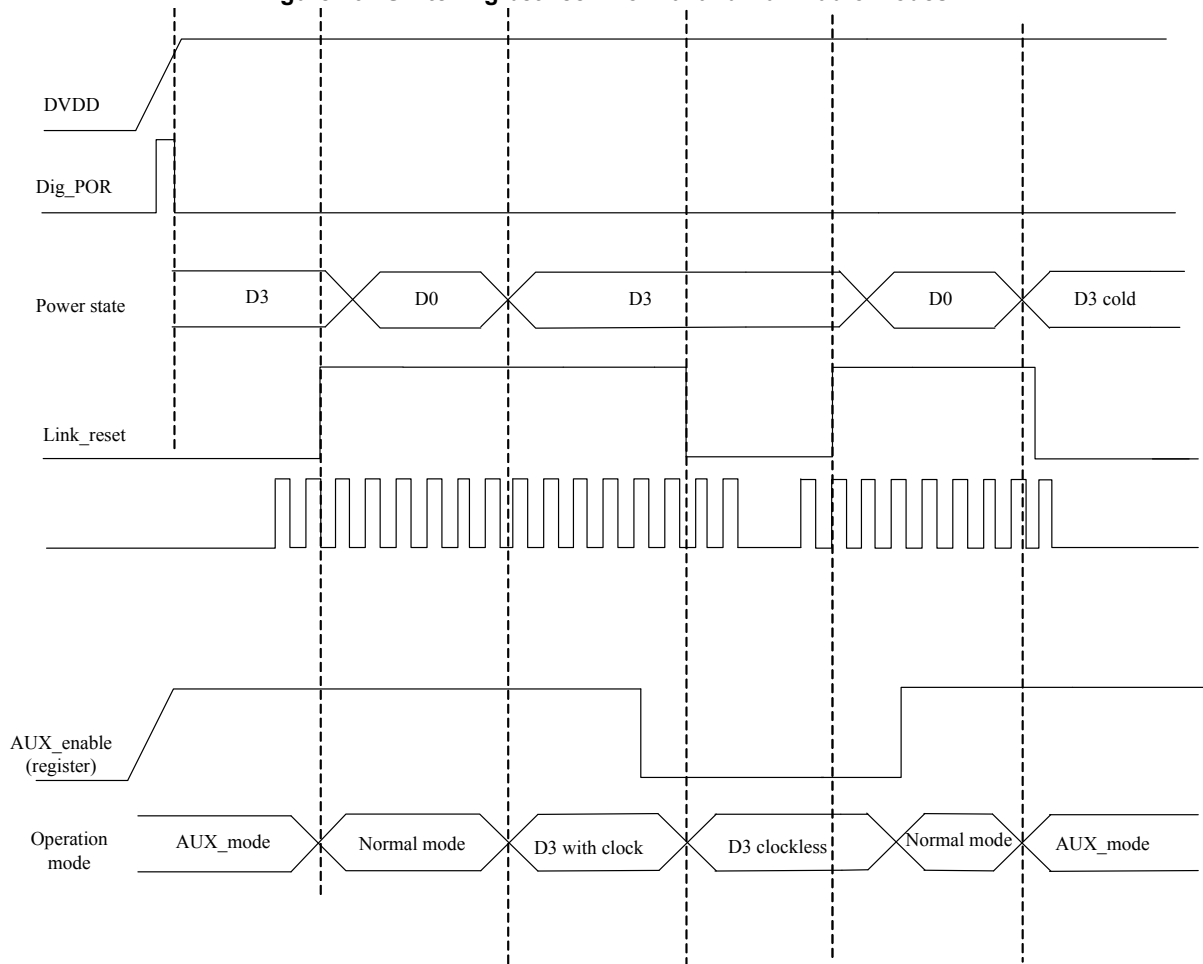 DVDD
Dig_POR
Power state
D3
D0
D3
D0
D3 cold
Link_reset
AUX_enable
(register)
Operation
mode
AUX_mode
Normal mode
D3 with clock
D3 clockless
Normal mode
AUX_mode